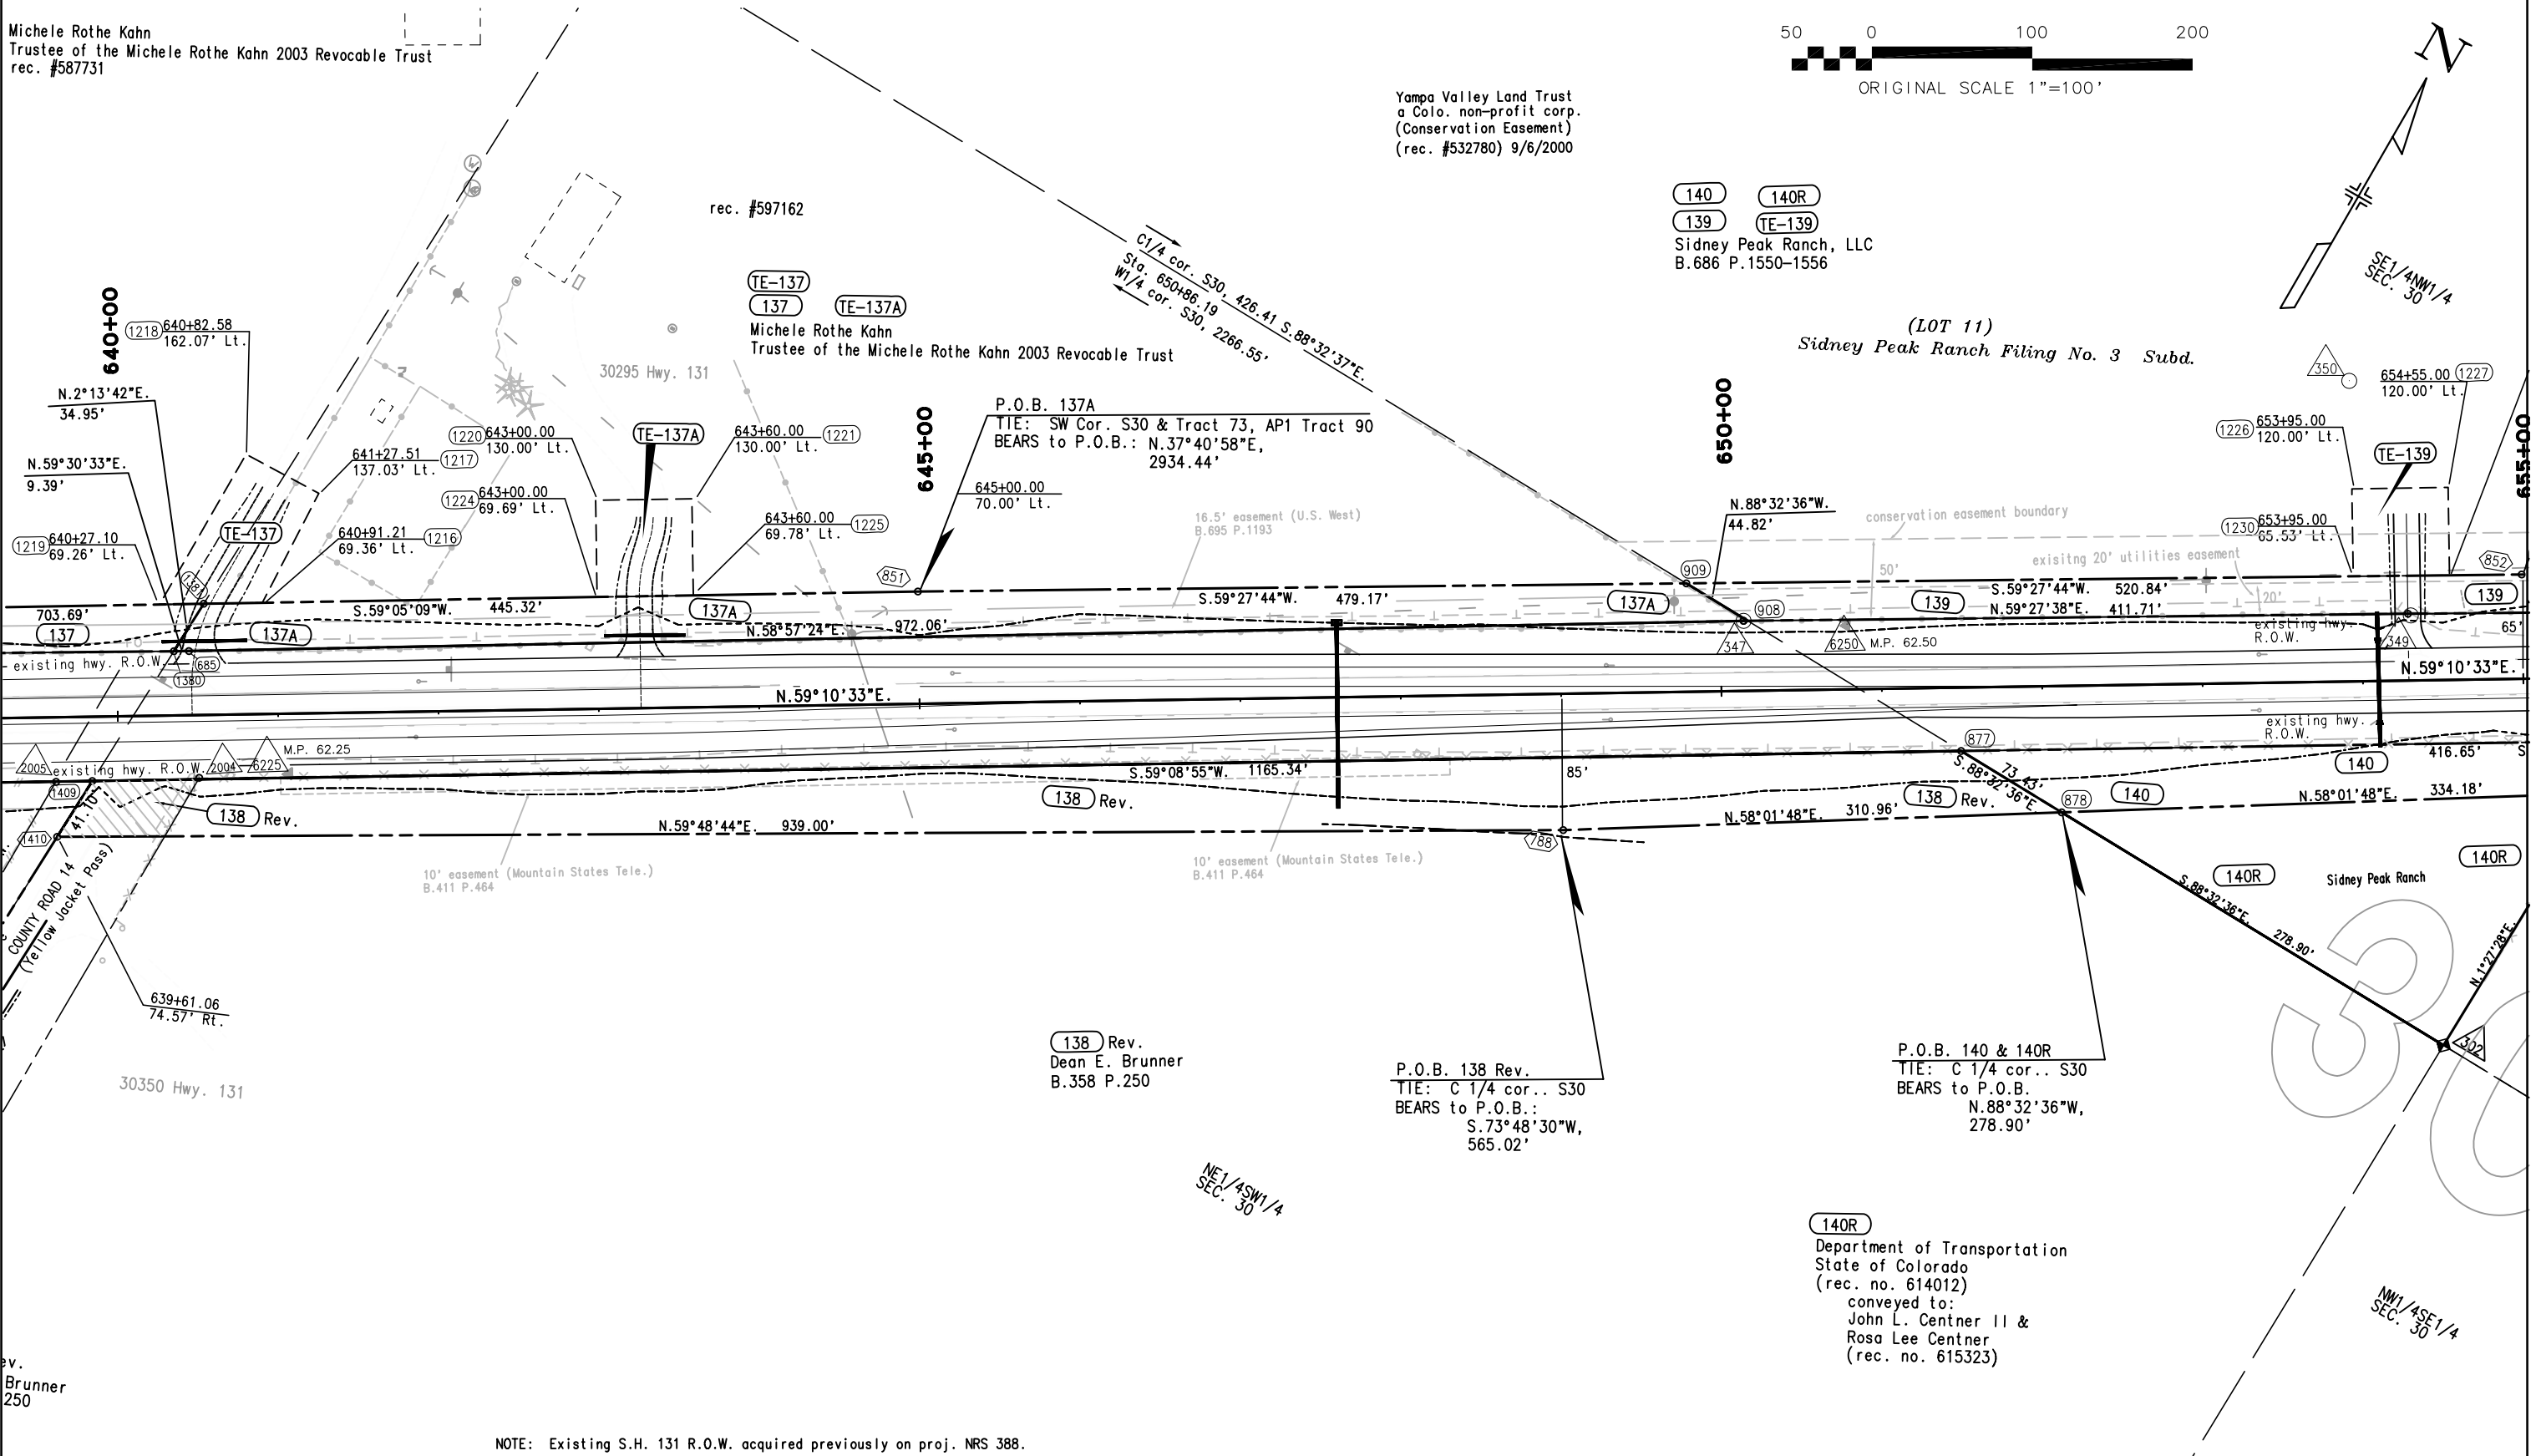 Michele Rothe Kahn
Trustee of the Michele Rothe Kahn 2003 Revocable Trust
rec. #587731
50 0 100 200
ORIGINAL SCALE 1"=100'
N
Yampa Valley Land Trust
a Colo. non-profit corp.
(Conservation Easement)
(rec. #532780) 9/6/2000
140 140R
139 TE-139
Sidney Peak Ranch, LLC
B.686 P.1550-1556
SE1/4NW1/4
SEC. 30
rec. #597162
TE-137
137 TE-137A
Michele Rothe Kahn
Trustee of the Michele Rothe Kahn 2003 Revocable Trust
30295 Hwy. 131
C1/4 cor. S30, 426.41 S.88°32'37"E.
Sta. 650+86.19
W1/4 cor. S30, 2266.55'
(LOT 11)
Sidney Peak Ranch Filing No. 3 Subd.
350
654+55.00 1227
120.00' Lt.
640+00
1218 640+82.58
162.07' Lt.
N.2°13'42"E.
34.95'
N.59°30'33"E.
9.39'
1219 640+27.10
69.26' Lt.
641+27.51 1217
137.03' Lt.
640+91.21 1216
69.36' Lt.
TE-137
1220 643+00.00
130.00' Lt.
1224 643+00.00
69.69' Lt.
TE-137A
643+60.00 1221
130.00' Lt.
643+60.00 1225
69.78' Lt.
645+00
P.O.B. 137A
TIE: SW Cor. S30 & Tract 73, AP1 Tract 90
BEARS to P.O.B.: N.37°40'58"E,
2934.44'
645+00.00
70.00' Lt.
16.5' easement (U.S. West)
B.695 P.1193
650+00
N.88°32'36"W.
44.82'
conservation easement boundary
exisitng 20' utilities easement
50'
20'
1226 653+95.00
120.00' Lt.
TE-139
1230 653+95.00
65.53' Lt.
655+00
852
1381
703.69'
137
S.59°05'09"W. 445.32'
137A
137A
851
N.58°57'24"E. 972.06'
S.59°27'44"W. 479.17'
137A
909
908
347
6250 M.P. 62.50
139
S.59°27'44"W. 520.84'
N.59°27'38"E. 411.71'
existing hwy.
R.O.W.
349
139
65'
existing hwy. R.O.W.
685
1380
N.59°10'33"E.
N.59°10'33"E.
existing hwy.
R.O.W.
2005 existing hwy. R.O.W. 2004 6225 M.P. 62.25
1409
41.10'
1410
138 Rev.
S.59°08'55"W. 1165.34'
138 Rev.
85'
877
73.43'
S.88°32'36"E.
138 Rev.
878
140
140
416.65'
S
N.59°48'44"E. 939.00'
788
N.58°01'48"E. 310.96'
N.58°01'48"E. 334.18'
10' easement (Mountain States Tele.)
B.411 P.464
10' easement (Mountain States Tele.)
B.411 P.464
COUNTY ROAD 14
(Yellow Jacket Pass)
639+61.06
74.57' Rt.
30350 Hwy. 131
140R
Sidney Peak Ranch
140R
S.88°32'36"E.
278.90'
N.1°27'28"E.
302
30
138 Rev.
Dean E. Brunner
B.358 P.250
P.O.B. 138 Rev.
TIE: C 1/4 cor.. S30
BEARS to P.O.B.:
S.73°48'30"W,
565.02'
P.O.B. 140 & 140R
TIE: C 1/4 cor.. S30
BEARS to P.O.B.
N.88°32'36"W,
278.90'
NE1/4SW1/4
SEC. 30
140R
Department of Transportation
State of Colorado
(rec. no. 614012)
conveyed to:
John L. Centner II &
Rosa Lee Centner
(rec. no. 615323)
NW1/4SE1/4
SEC. 30
ev.
Brunner
250
NOTE: Existing S.H. 131 R.O.W. acquired previously on proj. NRS 388.